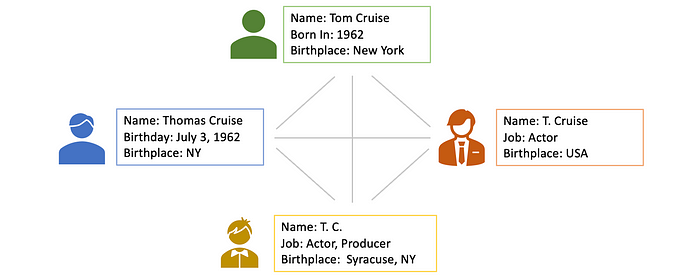 Name: Tom Cruise
Born In: 1962
Birthplace: New York
Name: Thomas Cruise
Birthday: July 3, 1962
Birthplace: NY
Name: T. Cruise
Job: Actor
Birthplace: USA
Name: T. C.
Job: Actor, Producer
Birthplace: Syracuse, NY